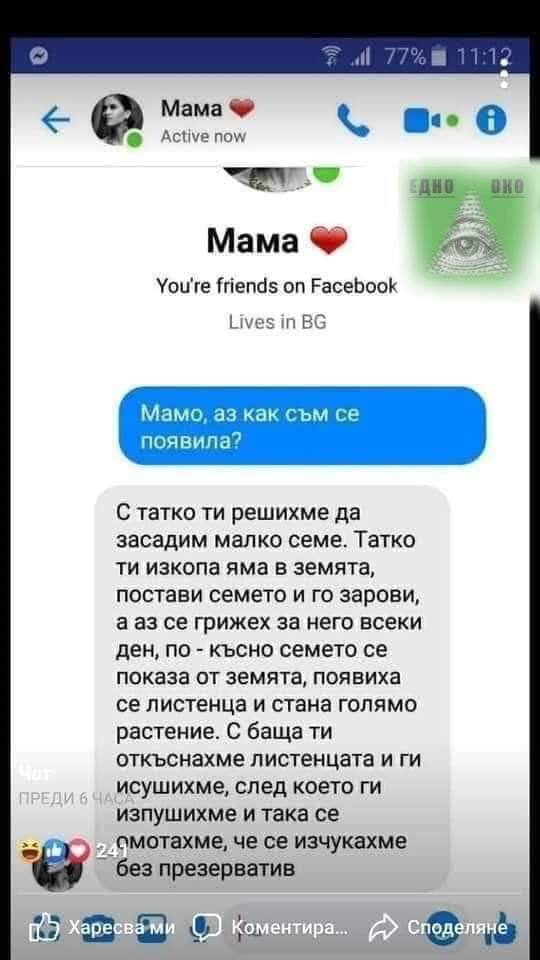 77% 11:12
Мама
Active now
ЕДНО ОКО
Мама
You're friends on Facebook
Lives in BG
Мамо, аз как съм се
появила?
С татко ти решихме да
засадим малко семе. Татко
ти изкопа яма в земята,
постави семето и го зарови,
а аз се грижех за него всеки
ден, по - късно семето се
показа от земята, появиха
се листенца и стана голямо
растение. С баща ти
откъснахме листенцата и ги
изсушихме, след което ги
изпушихме и така се
омотахме, че се изчукахме
без презерватив
Чат
ПРЕДИ 6 ЧАСА
241
Харесва ми Коментира... Споделяне